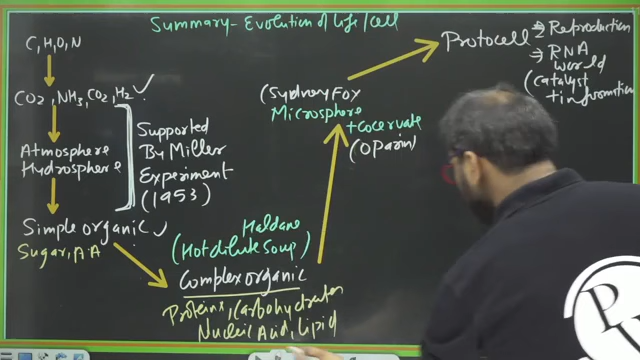 Summary - Evolution of life/cell
C, H, O, N
CO2, NH3, CO2, H2
Atmosphere
Hydrosphere
Simple organic
Sugar, A·A
Supported
By Miller
Experiment
(1953)
Haldane
(Hot dilute soup)
Complex organic
Protein, Carbohydrates
Nucleic Acid, Lipid
(Sydney Fox
Microsphere
+ Cocervate
(Oparin)
Protocell
⇒ Reproduction
⇒ RNA
world
(Catalyst
+ information